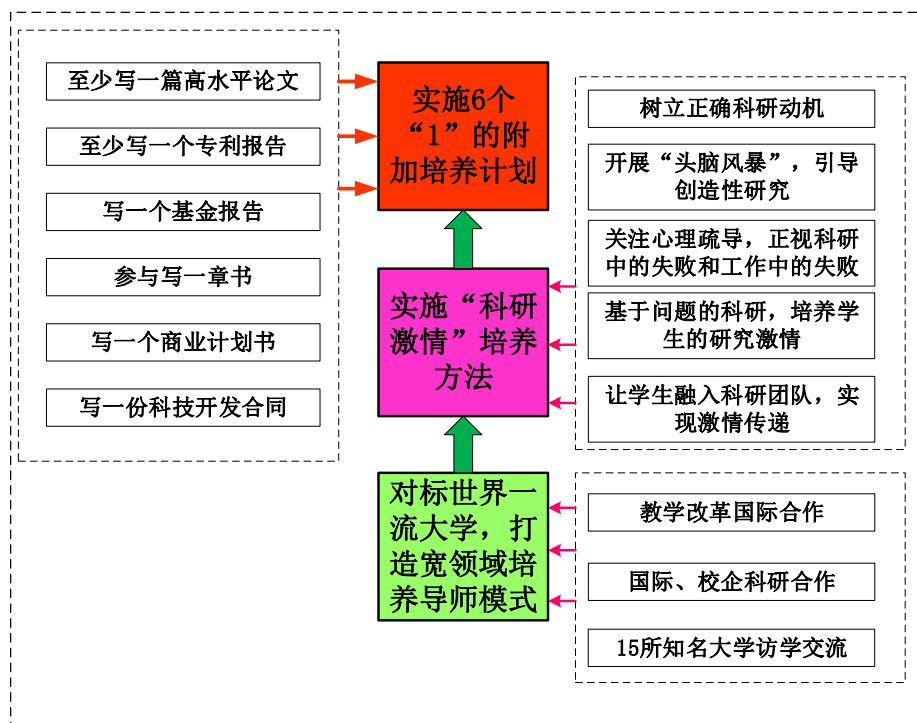 至少写一篇高水平论文
至少写一个专利报告
写一个基金报告
参与写一章书
写一个商业计划书
写一份科技开发合同
实施6个
“1”的附
加培养计划
实施“科研
激情”培养
方法
对标世界一
流大学，打
造宽领域培
养导师模式
树立正确科研动机
开展“头脑风暴”，引导
创造性研究
关注心理疏导，正视科研
中的失败和工作中的失败
基于问题的科研，培养学
生的研究激情
让学生融入科研团队，实
现激情传递
教学改革国际合作
国际、校企科研合作
15所知名大学访学交流